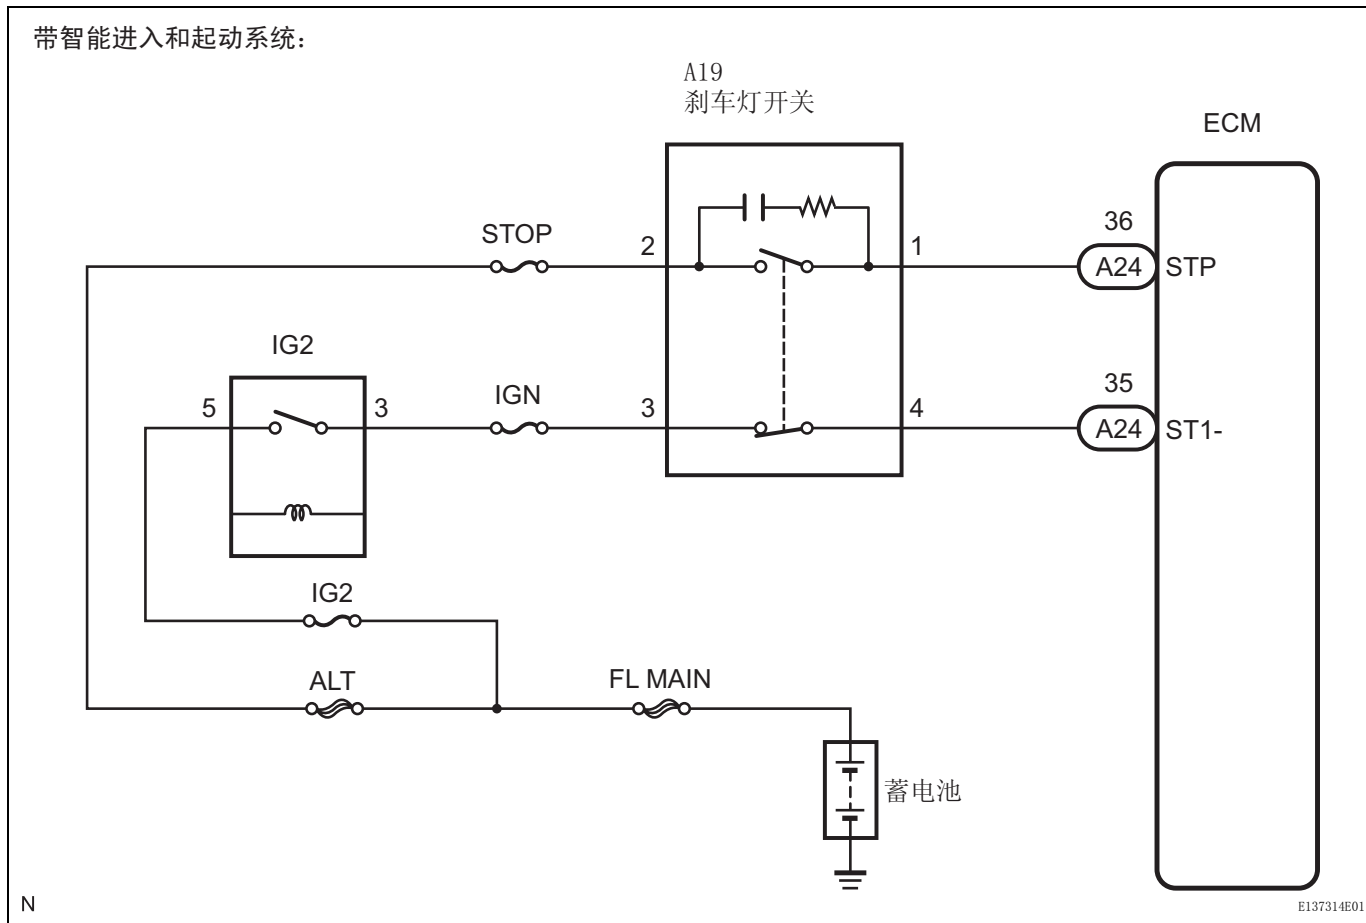 带智能进入和起动系统：
A19
刹车灯开关
ECM
STOP
2
1
36
A24
STP
IG2
5
3
IGN
3
4
35
A24
ST1-
IG2
ALT
FL MAIN
蓄电池
N
E137314E01